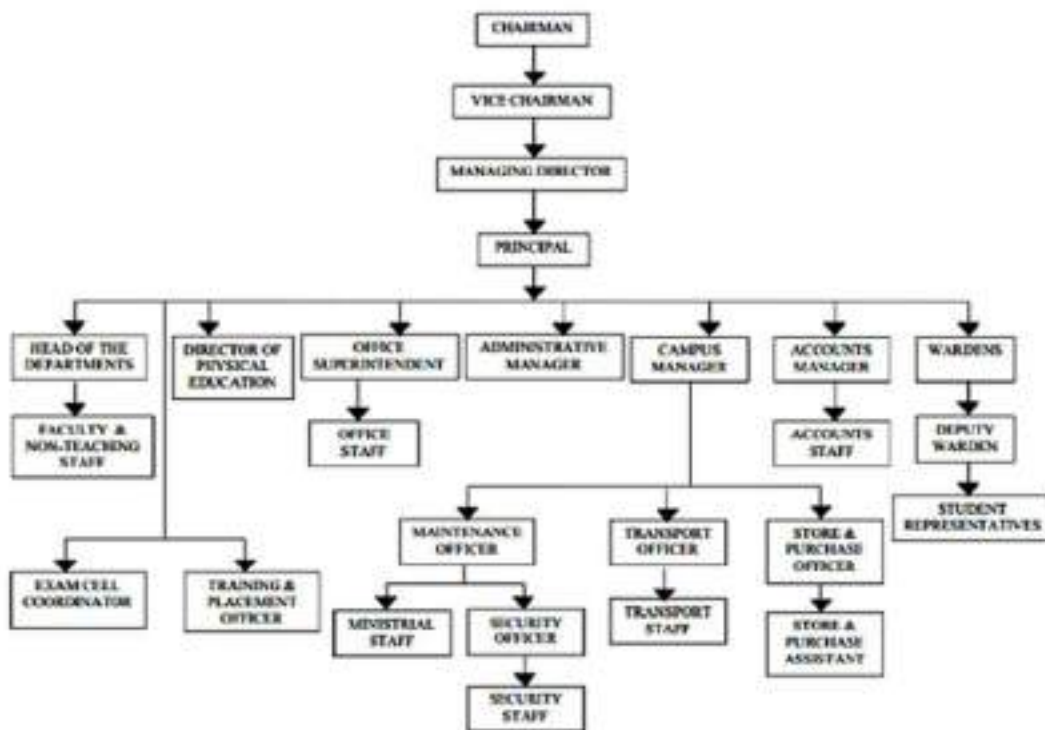 CHAIRMAN
VICE CHAIRMAN
MANAGING DIRECTOR
PRINCIPAL
HEAD OF THE
DEPARTMENTS
DIRECTOR OF
PHYSICAL
EDUCATION
OFFICE
SUPERINTENDENT
ADMINISTRATIVE
MANAGER
CAMPUS
MANAGER
ACCOUNTS
MANAGER
WARDENS
FACULTY &
NON-TEACHING
STAFF
OFFICE
STAFF
ACCOUNTS
STAFF
DEPUTY
WARDEN
STUDENT
REPRESENTATIVES
MAINTENANCE
OFFICER
TRANSPORT
OFFICER
STORE &
PURCHASE
OFFICER
EXAM CELL
COORDINATOR
TRAINING &
PLACEMENT
OFFICER
MINISTRIAL
STAFF
SECURITY
OFFICER
TRANSPORT
STAFF
STORE &
PURCHASE
ASSISTANT
SECURITY
STAFF